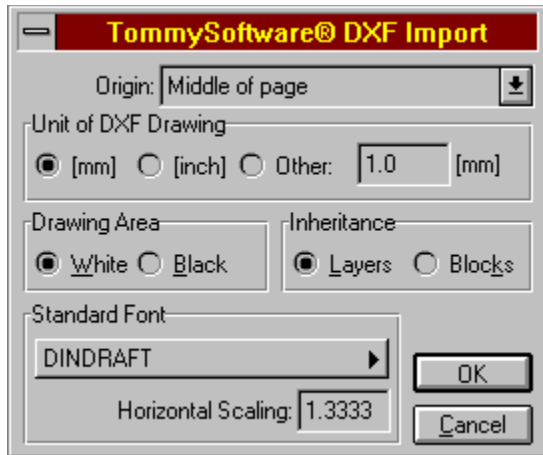 TommySoftware® DXF Import
Origin: Middle of page
Unit of DXF Drawing
[mm] [inch] Other: 1.0 [mm]
Drawing Area Inheritance
White Black Layers Blocks
Standard Font
DINDRAFT
OK
Horizontal Scaling: 1.3333
Cancel